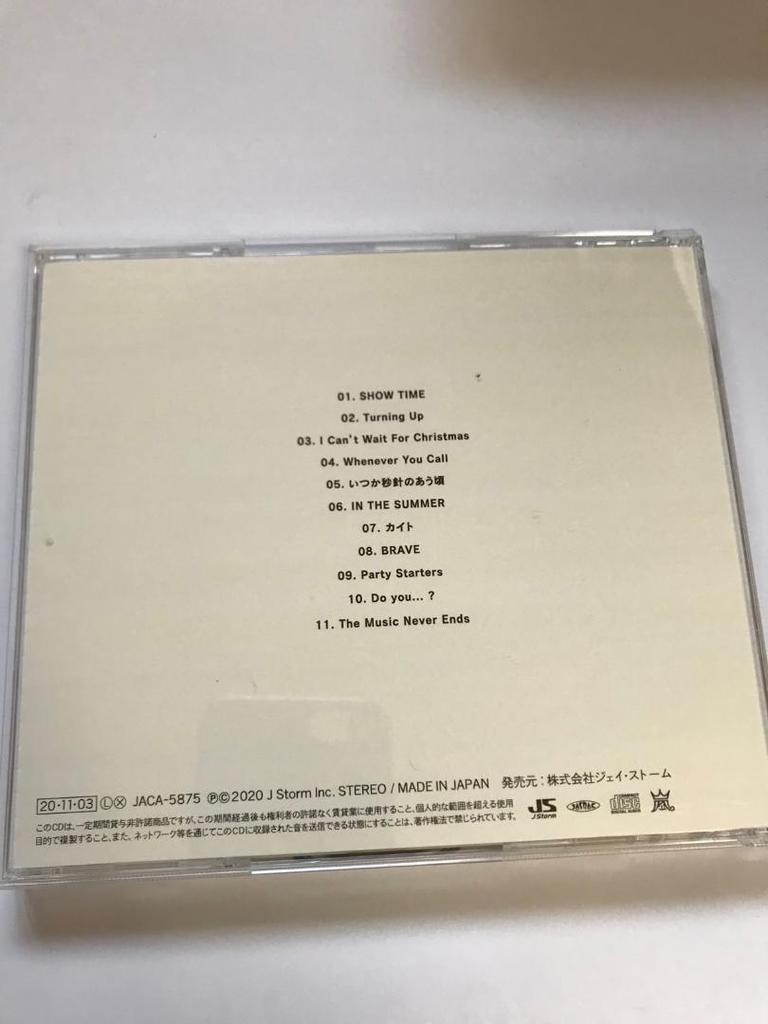 01. SHOW TIME
02. Turning Up
03. I Can't Wait For Christmas
04. Whenever You Call
05. いつか秒針のあう頃
06. IN THE SUMMER
07. カイト
08. BRAVE
09. Party Starters
10. Do you... ?
11. The Music Never Ends
20・11・03 Ⓛ Ⓧ JACA-5875 ℗©2020 J Storm Inc. STEREO / MADE IN JAPAN 発売元：株式会社ジェイ・ストーム
このCDは、一定期間貸与非許諾商品ですが、この期間経過後も権利者の許諾なく賃貸業に使用すること、個人的な範囲を超える使用
目的で複製すること、また、ネットワーク等を通じてこのCDに収録された音を送信できる状態にすることは、著作権法で禁じられています。
JS
J Storm
JASRAC
COMPACT disc DIGITAL AUDIO
嵐